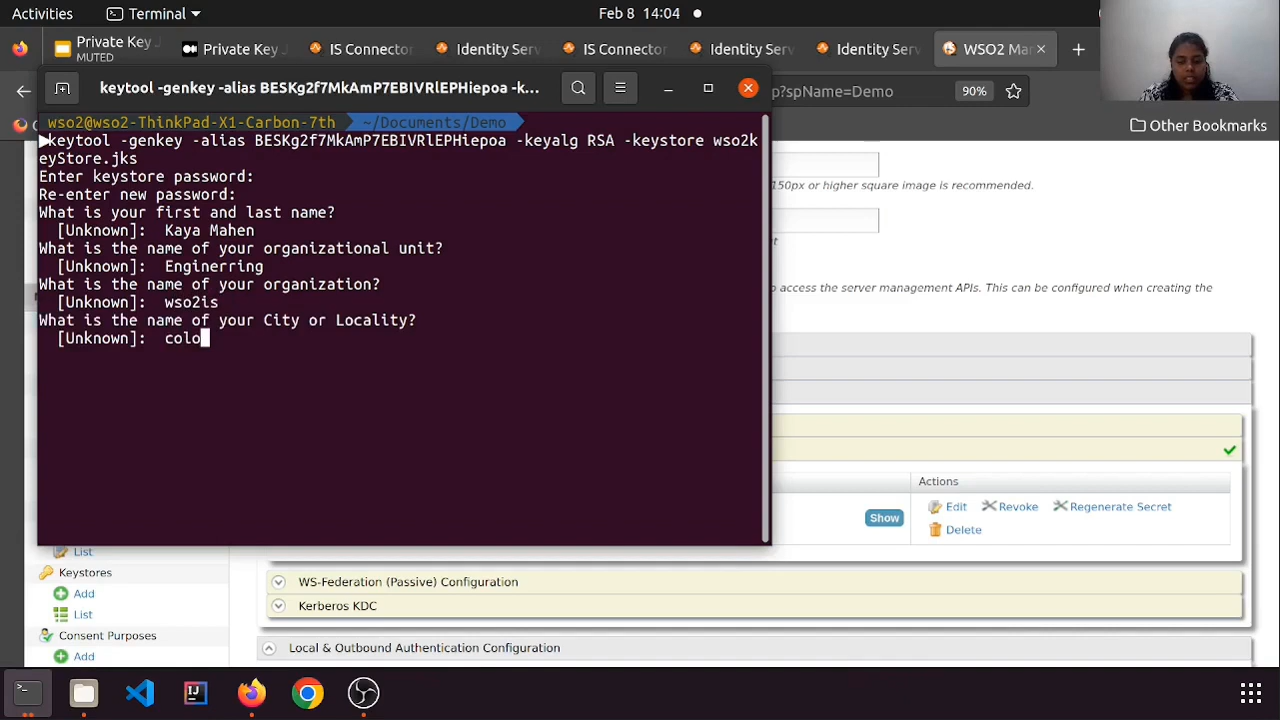 Activities
Terminal
Feb 8 14:04
Private Key J
MUTED
Private Key J
IS Connector
Identity Serv
IS Connector
Identity Serv
Identity Serv
WSO2 Mar
keytool -genkey -alias BESKg2f7MkAmP7EBIVRlEPHiepoa -k...
p?spName=Demo
90%
wso2@wso2-ThinkPad-X1-Carbon-7th
~/Documents/Demo
Other Bookmarks
keytool -genkey -alias BESKg2f7MkAmP7EBIVRlEPHiepoa -keyalg RSA -keystore wso2k
eyStore.jks
Enter keystore password:
Re-enter new password:
What is your first and last name?
[Unknown]: Kaya Mahen
What is the name of your organizational unit?
[Unknown]: Enginerring
What is the name of your organization?
[Unknown]: wso2is
What is the name of your City or Locality?
[Unknown]: colo
150px or higher square image is recommended.
t
o access the server management APIs. This can be configured when creating the
Actions
Show
Edit
Revoke
Regenerate Secret
Delete
List
Keystores
Add
List
Consent Purposes
Add
WS-Federation (Passive) Configuration
Kerberos KDC
Local & Outbound Authentication Configuration